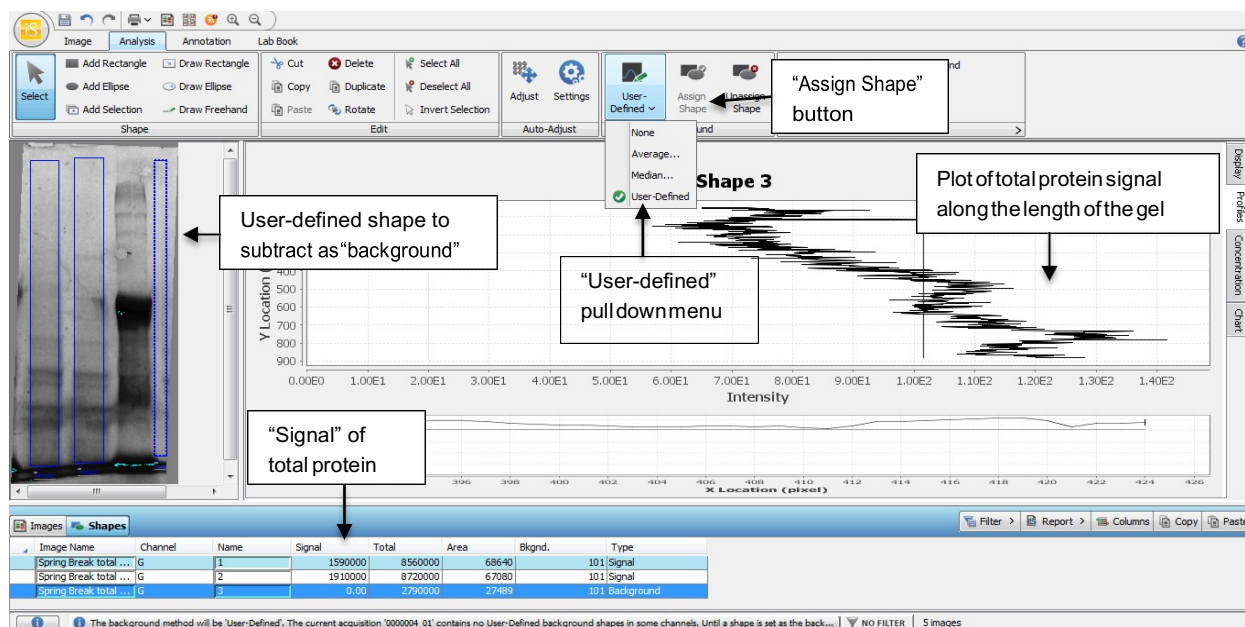 iS
Image Analysis Annotation Lab Book
Select
Add Rectangle Draw Rectangle
Add Ellipse Draw Ellipse
Add Selection Draw Freehand
Shape
Cut Delete Select All
Copy Duplicate Deselect All
Paste Rotate Invert Selection
Edit
Adjust Settings
Auto-Adjust
User-
Defined
Assign
Shape
Unassign
Shape
None
Average...
Median...
User-Defined
"Assign Shape"
button
Shape 3
User-defined shape to
subtract as "background"
"User-defined"
pull down menu
Plot of total protein signal
along the length of the gel
Display
Profiles
Concentration
Chart
Y Location
400
500
600
700
800
900
0.00E0 1.00E1 2.00E1 3.00E1 4.00E1 5.00E1 6.00E1 7.00E1 8.00E1 9.00E1 1.00E2 1.10E2 1.20E2 1.30E2 1.40E2
Intensity
"Signal" of
total protein
396 398 400 402 404 406 408 410 412 414 416 418 420 422 424 426
X Location (pixel)
Images Shapes
Filter > Report > Columns Copy Paste
Image Name Channel Name Signal Total Area Bkgnd. Type
Spring Break total ... G 1 1590000 8560000 68640 101 Signal
Spring Break total ... G 2 1910000 8720000 67080 101 Signal
Spring Break total ... G 3 0.00 2790000 27489 101 Background
The background method will be 'User-Defined'. The current acquisition '0000004_01' contains no User-Defined background shapes in some channels. Until a shape is set as the back...
NO FILTER
5 images